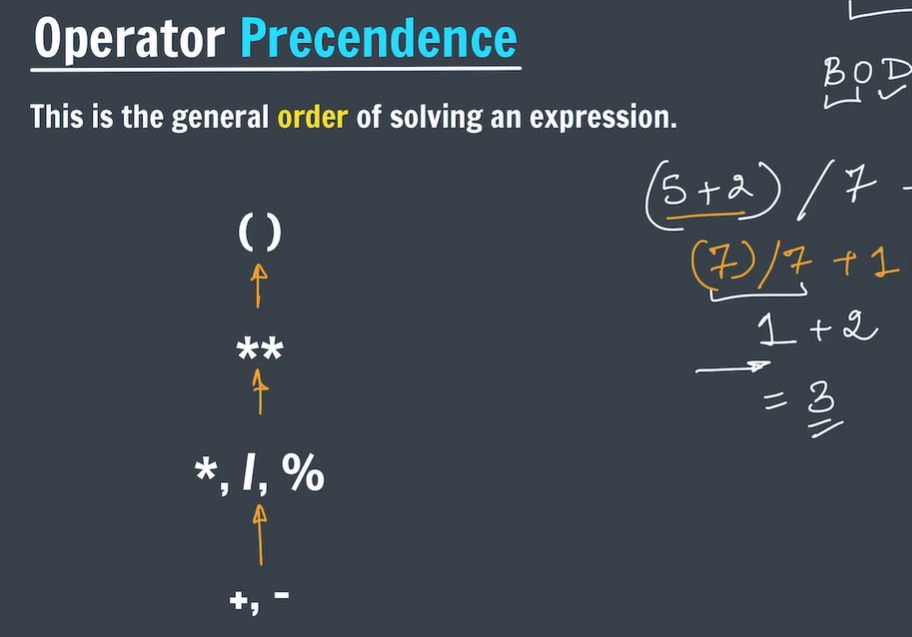 Operator Precendence
This is the general order of solving an expression.
BOD
( )
**
*, /, %
+, -
(5+2) / 7 -
(7)/7 + 1
1 + 2
= 3